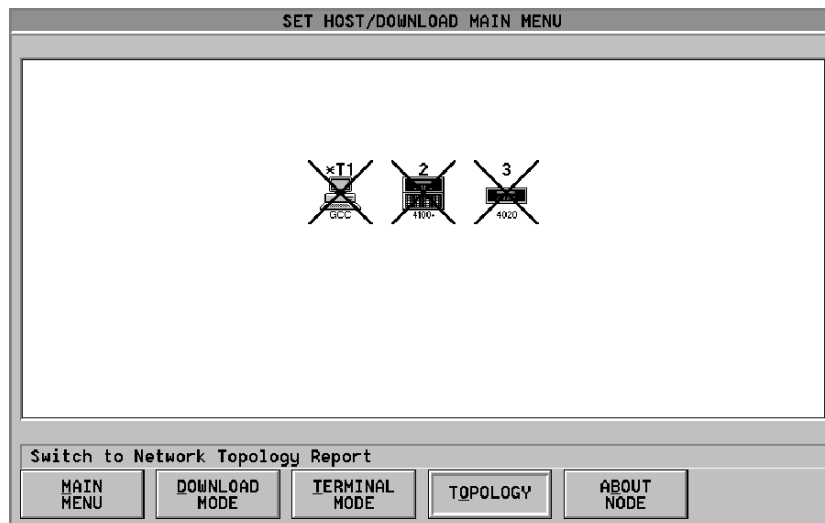 SET HOST/DOWNLOAD MAIN MENU
*T1 2 3
GCC 4100+ 4020
Switch to Network Topology Report
MAIN MENU
DOWNLOAD MODE
TERMINAL MODE
TOPOLOGY
ABOUT NODE